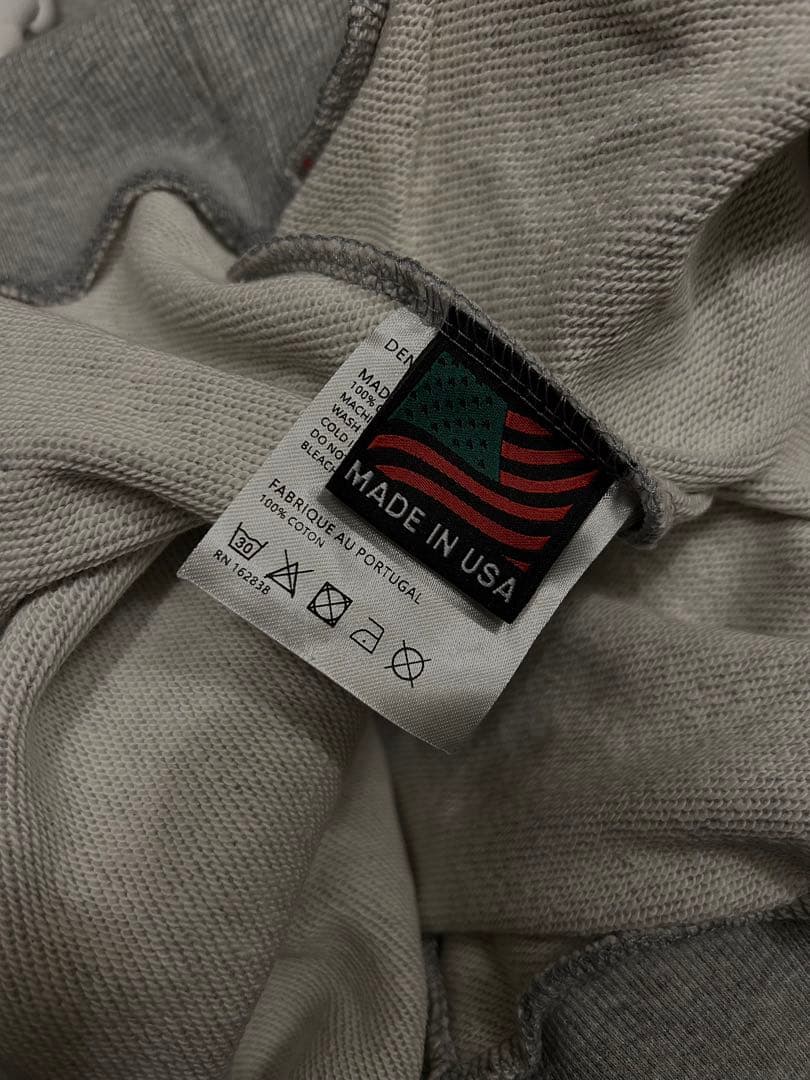 DEN
MAD
100%
MACHI
WASH
COLD
DO NO
BLEACH
MADE IN USA
FABRIQUE AU PORTUGAL
100% COTON
30
RN 162838